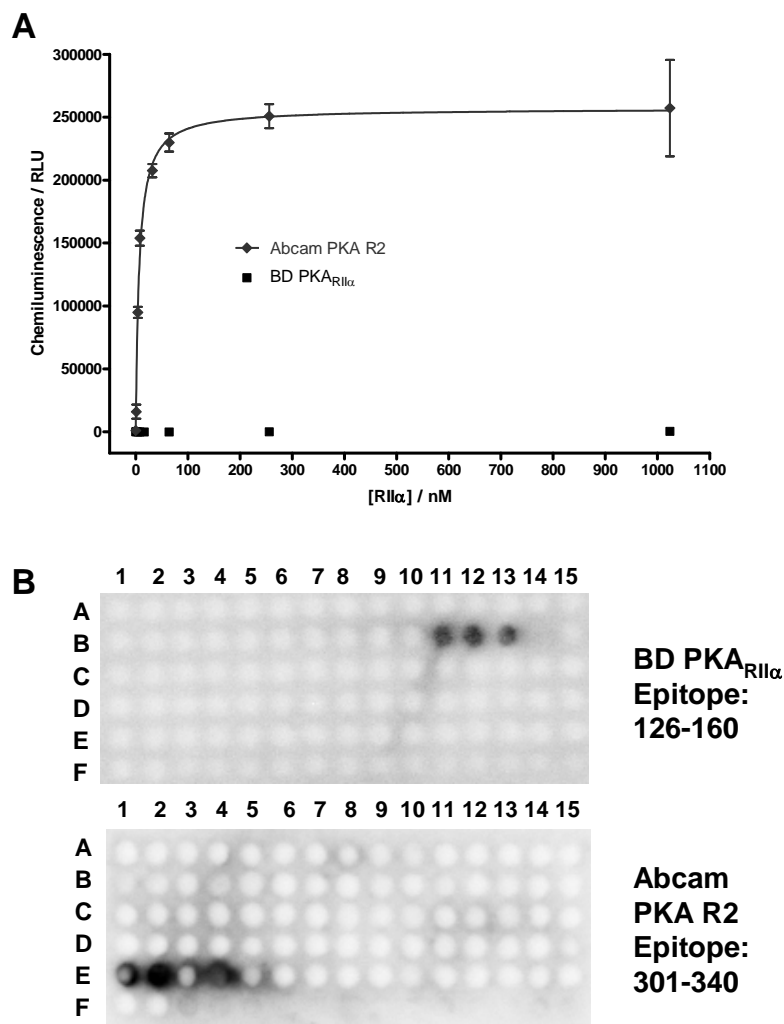 A
300000
250000
200000
150000
100000
50000
0
Chemiluminescence / RLU
Abcam PKA R2
BD PKARIIα
0 100 200 300 400 500 600 700 800 900 1000 1100
[RIIα] / nM
B
1 2 3 4 5 6 7 8 9 10 11 12 13 14 15
A
B
C
D
E
F
BD PKARIIα
Epitope:
126-160
1 2 3 4 5 6 7 8 9 10 11 12 13 14 15
A
B
C
D
E
F
Abcam
PKA R2
Epitope:
301-340